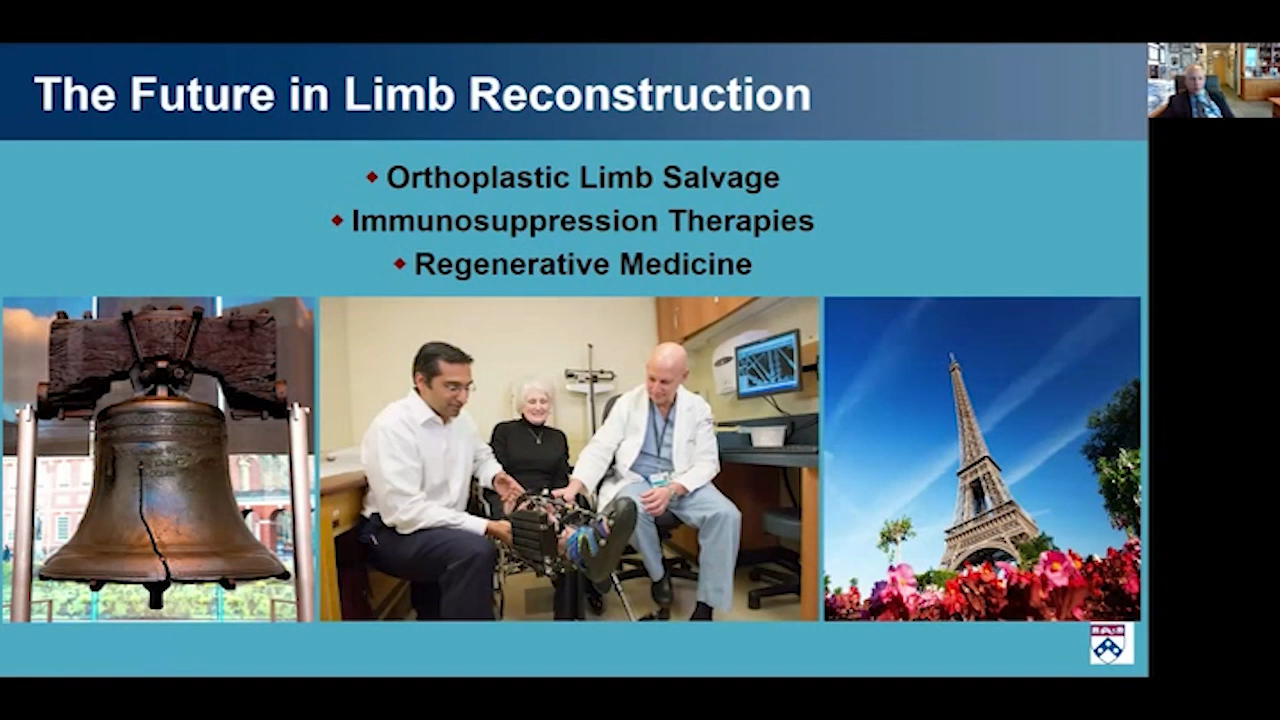 The Future in Limb Reconstruction
Orthoplastic Limb Salvage
Immunosuppression Therapies
Regenerative Medicine